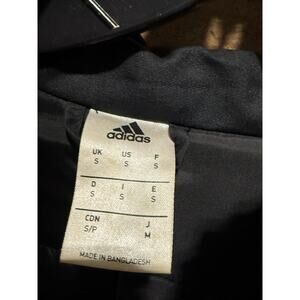 adidas
UK US F
S S S
D I E
S S S
CDN J
S/P M
MADE IN BANGLADESH